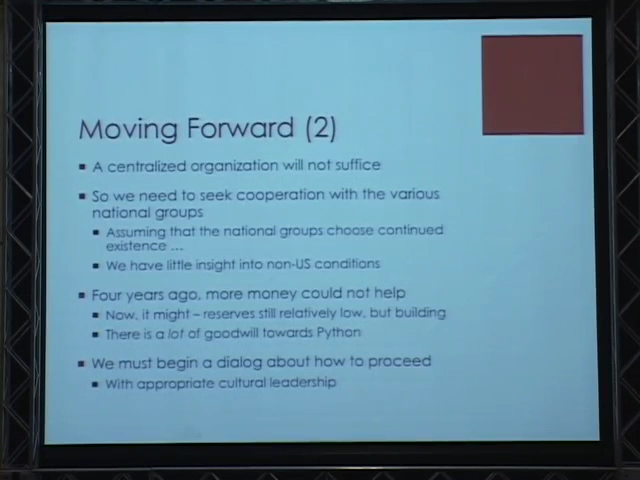 Moving Forward (2)
A centralized organization will not suffice
So we need to seek cooperation with the various
national groups
Assuming that the national groups choose continued
existence ...
We have little insight into non-US conditions
Four years ago, more money could not help
Now, it might – reserves still relatively low, but building
There is a lot of goodwill towards Python
We must begin a dialog about how to proceed
With appropriate cultural leadership